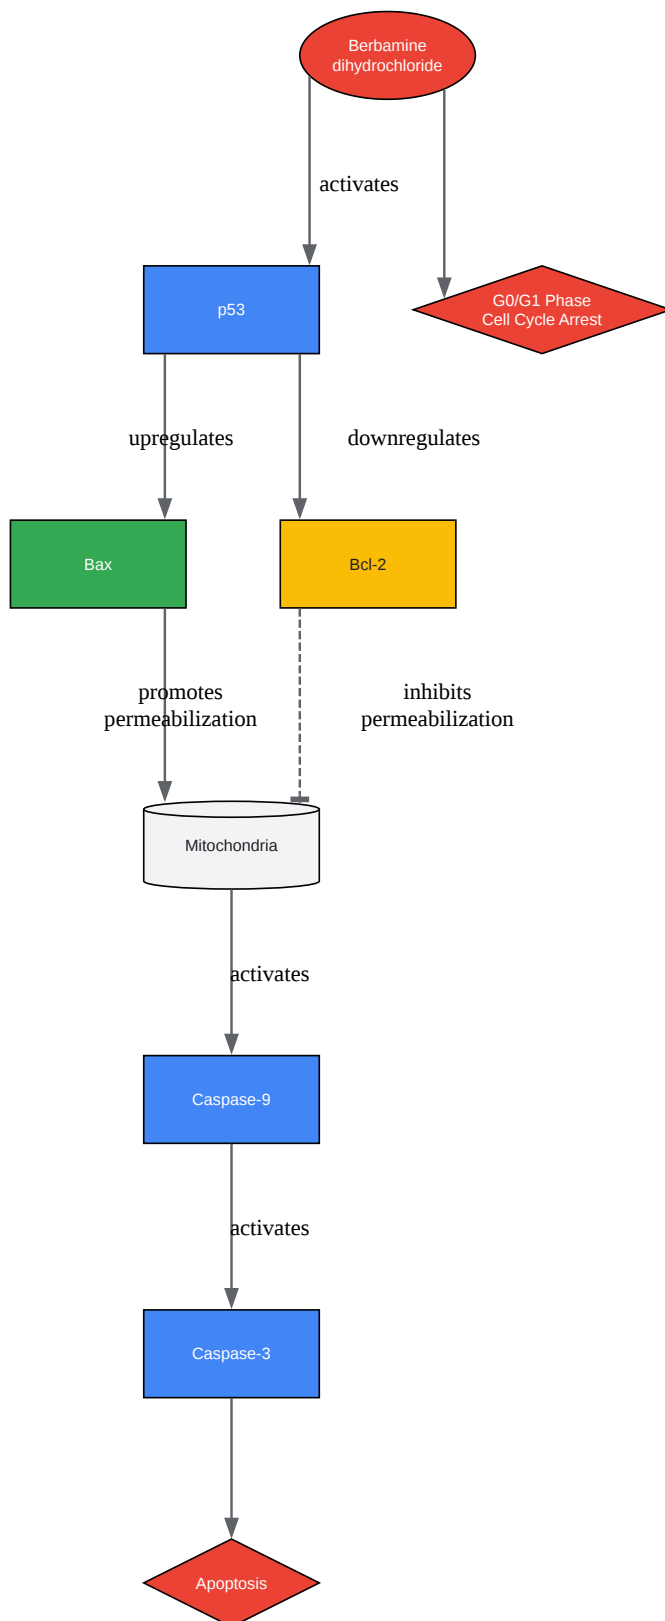 Berbamine
dihydrochloride
activates
p53
G0/G1 Phase
Cell Cycle Arrest
upregulates
downregulates
Bax
Bcl-2
promotes
permeabilization
inhibits
permeabilization
Mitochondria
activates
Caspase-9
activates
Caspase-3
Apoptosis